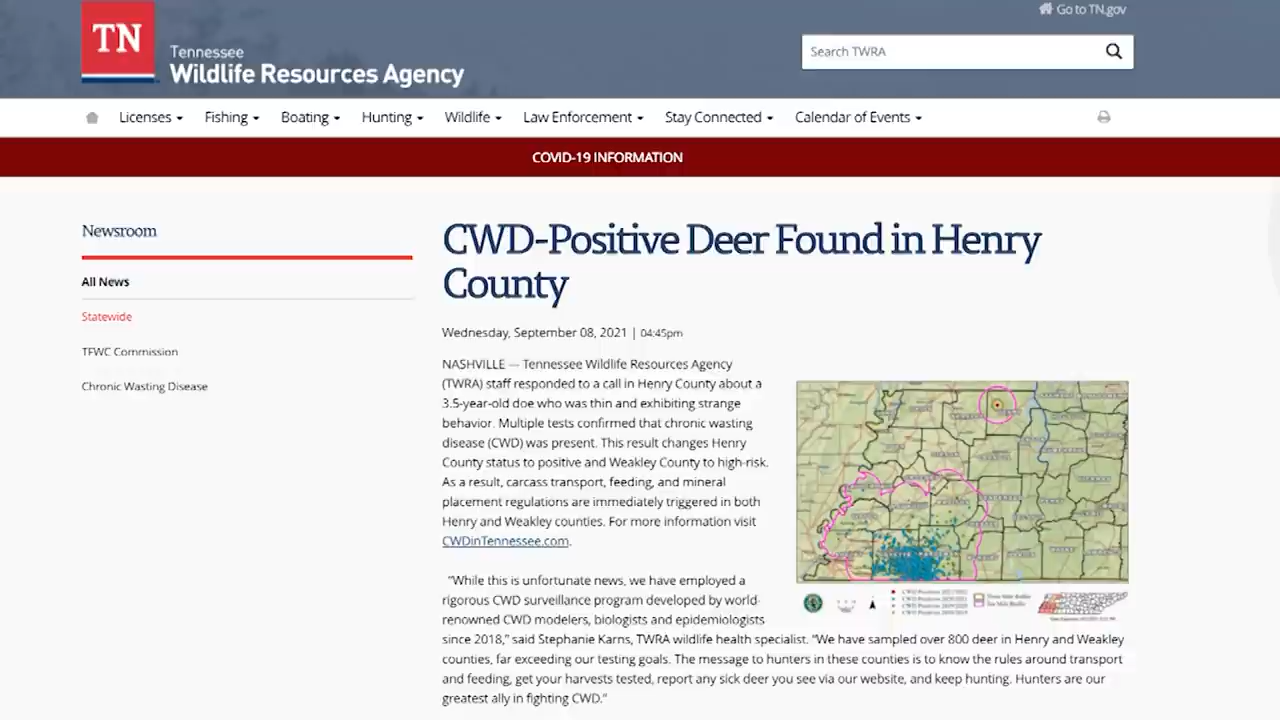 Go to TN.gov
TN
Tennessee
Wildlife Resources Agency
Search TWRA
Licenses
Fishing
Boating
Hunting
Wildlife
Law Enforcement
Stay Connected
Calendar of Events
COVID-19 INFORMATION
Newsroom
All News
Statewide
TFWC Commission
Chronic Wasting Disease
CWD-Positive Deer Found in Henry
County
Wednesday, September 08, 2021 | 04:45pm
NASHVILLE — Tennessee Wildlife Resources Agency
(TWRA) staff responded to a call in Henry County about a
3.5-year-old doe who was thin and exhibiting strange
behavior. Multiple tests confirmed that chronic wasting
disease (CWD) was present. This result changes Henry
County status to positive and Weakley County to high-risk.
As a result, carcass transport, feeding, and mineral
placement regulations are immediately triggered in both
Henry and Weakley counties. For more information visit
CWDinTennessee.com.
"While this is unfortunate news, we have employed a
rigorous CWD surveillance program developed by world-
renowned CWD modelers, biologists and epidemiologists
since 2018," said Stephanie Karns, TWRA wildlife health specialist. "We have sampled over 800 deer in Henry and Weakley
counties, far exceeding our testing goals. The message to hunters in these counties is to know the rules around transport
and feeding, get your harvests tested, report any sick deer you see via our website, and keep hunting. Hunters are our
greatest ally in fighting CWD."